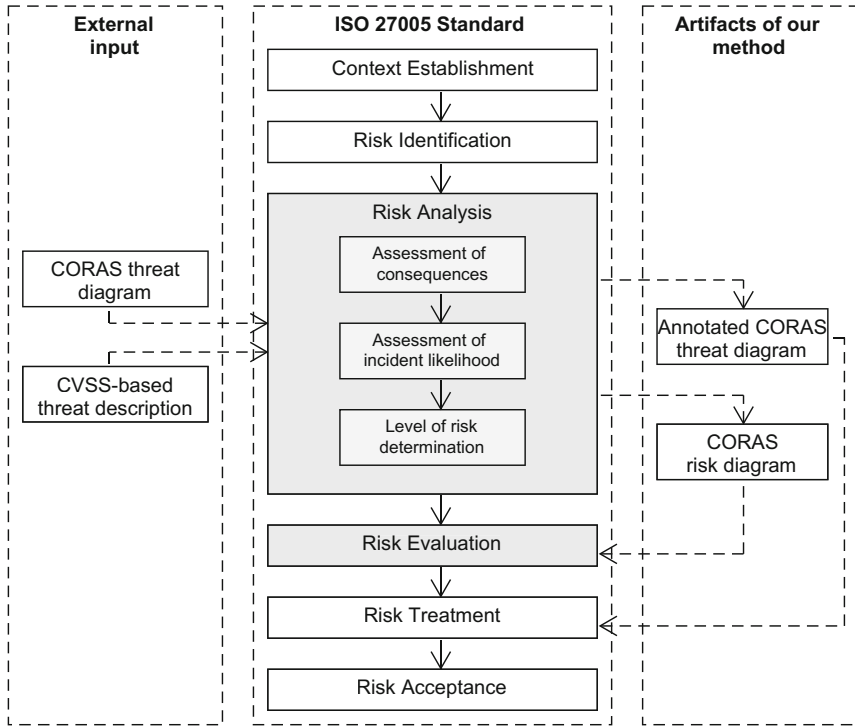 External
input
ISO 27005 Standard
Artifacts of our
method
Context Establishment
Risk Identification
Risk Analysis
Assessment of
consequences
Assessment of
incident likelihood
Level of risk
determination
CORAS threat
diagram
CVSS-based
threat description
Annotated CORAS
threat diagram
CORAS
risk diagram
Risk Evaluation
Risk Treatment
Risk Acceptance